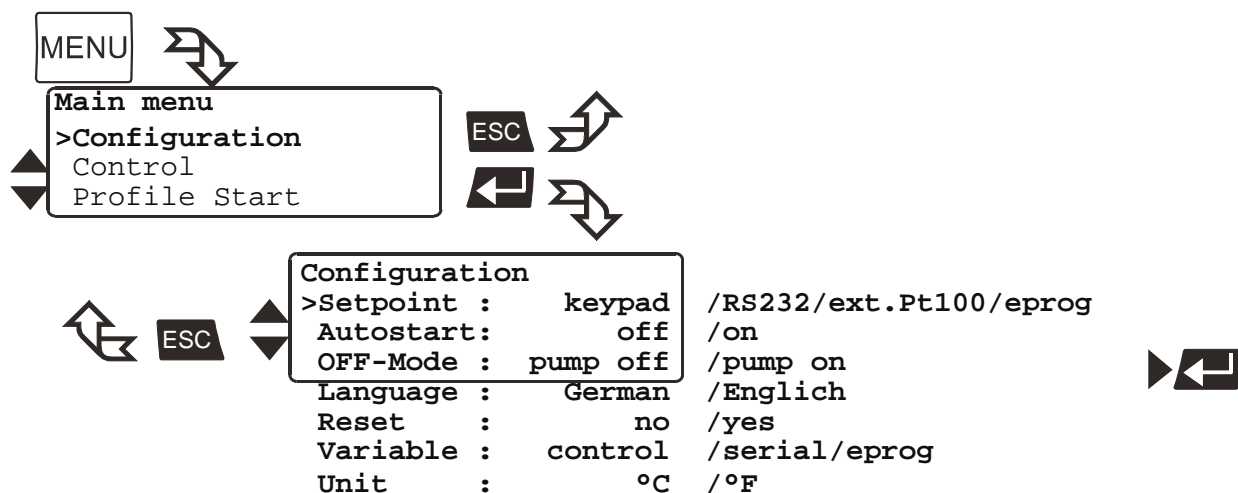 MENU
Main menu
>Configuration
Control
Profile Start
ESC
Configuration
>Setpoint : keypad /RS232/ext.Pt100/eprog
Autostart: off /on
OFF-Mode : pump off /pump on
Language : German /Englich
Reset : no /yes
Variable : control /serial/eprog
Unit : °C /°F
ESC